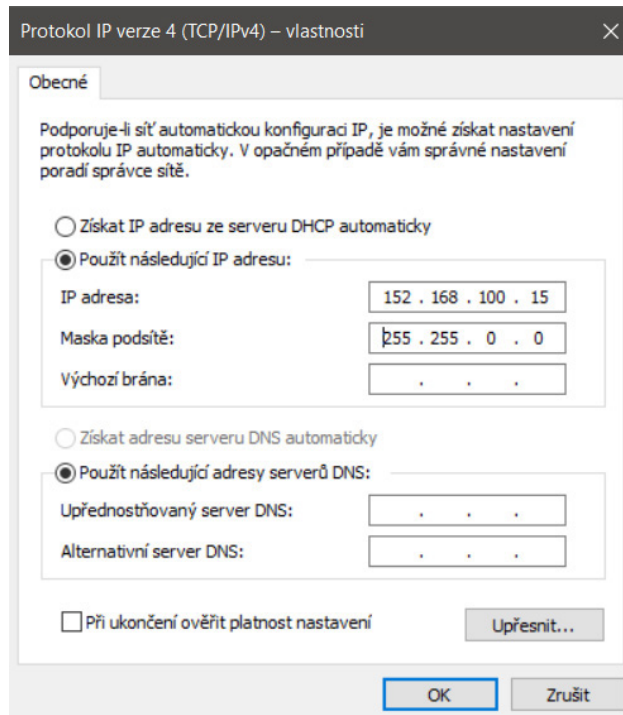 Protokol IP verze 4 (TCP/IPv4) – vlastnosti
Obecné
Podporuje-li síť automatickou konfiguraci IP, je možné získat nastavení
protokolu IP automaticky. V opačném případě vám správné nastavení
poradí správce sítě.
Získat IP adresu ze serveru DHCP automaticky
Použít následující IP adresu:
IP adresa: 152 . 168 . 100 . 15
Maska podsítě: 255 . 255 . 0 . 0
Výchozí brána: . . .
Získat adresu serveru DNS automaticky
Použít následující adresy serverů DNS:
Upřednostňovaný server DNS: . . .
Alternativní server DNS: . . .
Při ukončení ověřit platnost nastavení Upřesnit...
OK Zrušit